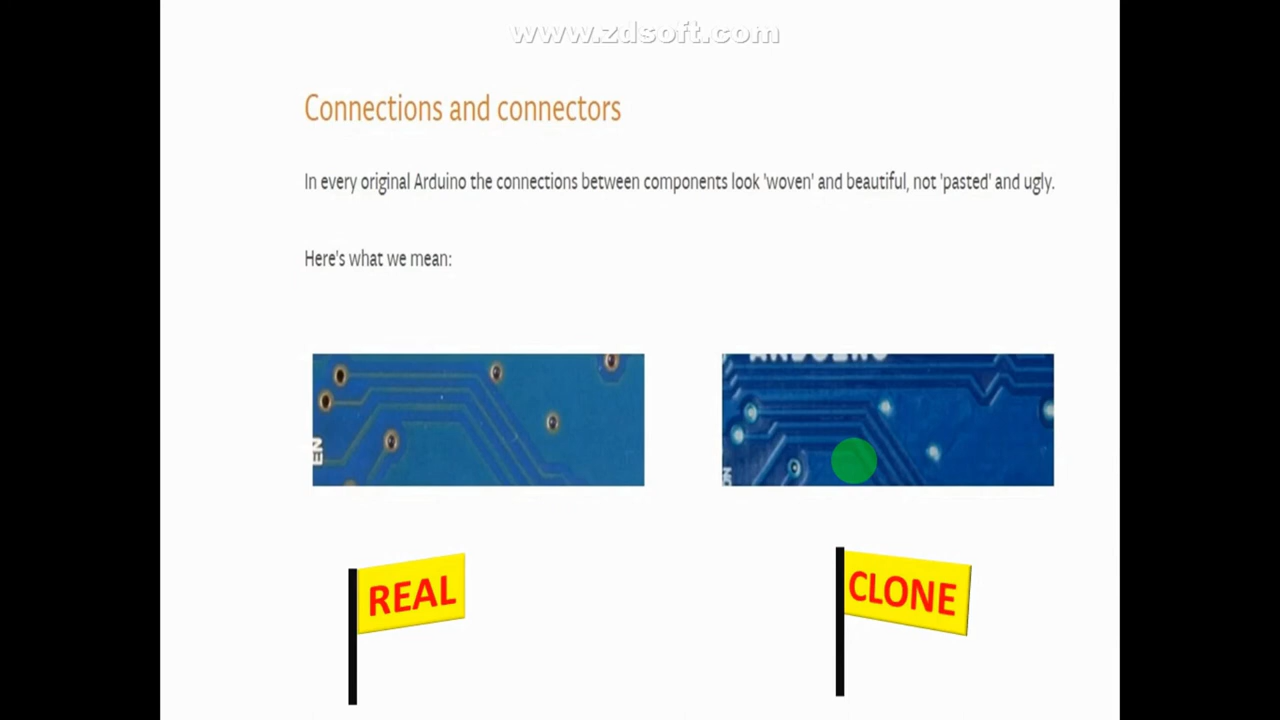 www.zdsoft.com
Connections and connectors
In every original Arduino the connections between components look 'woven' and beautiful, not 'pasted' and ugly.
Here's what we mean:
EN
REAL
CLONE